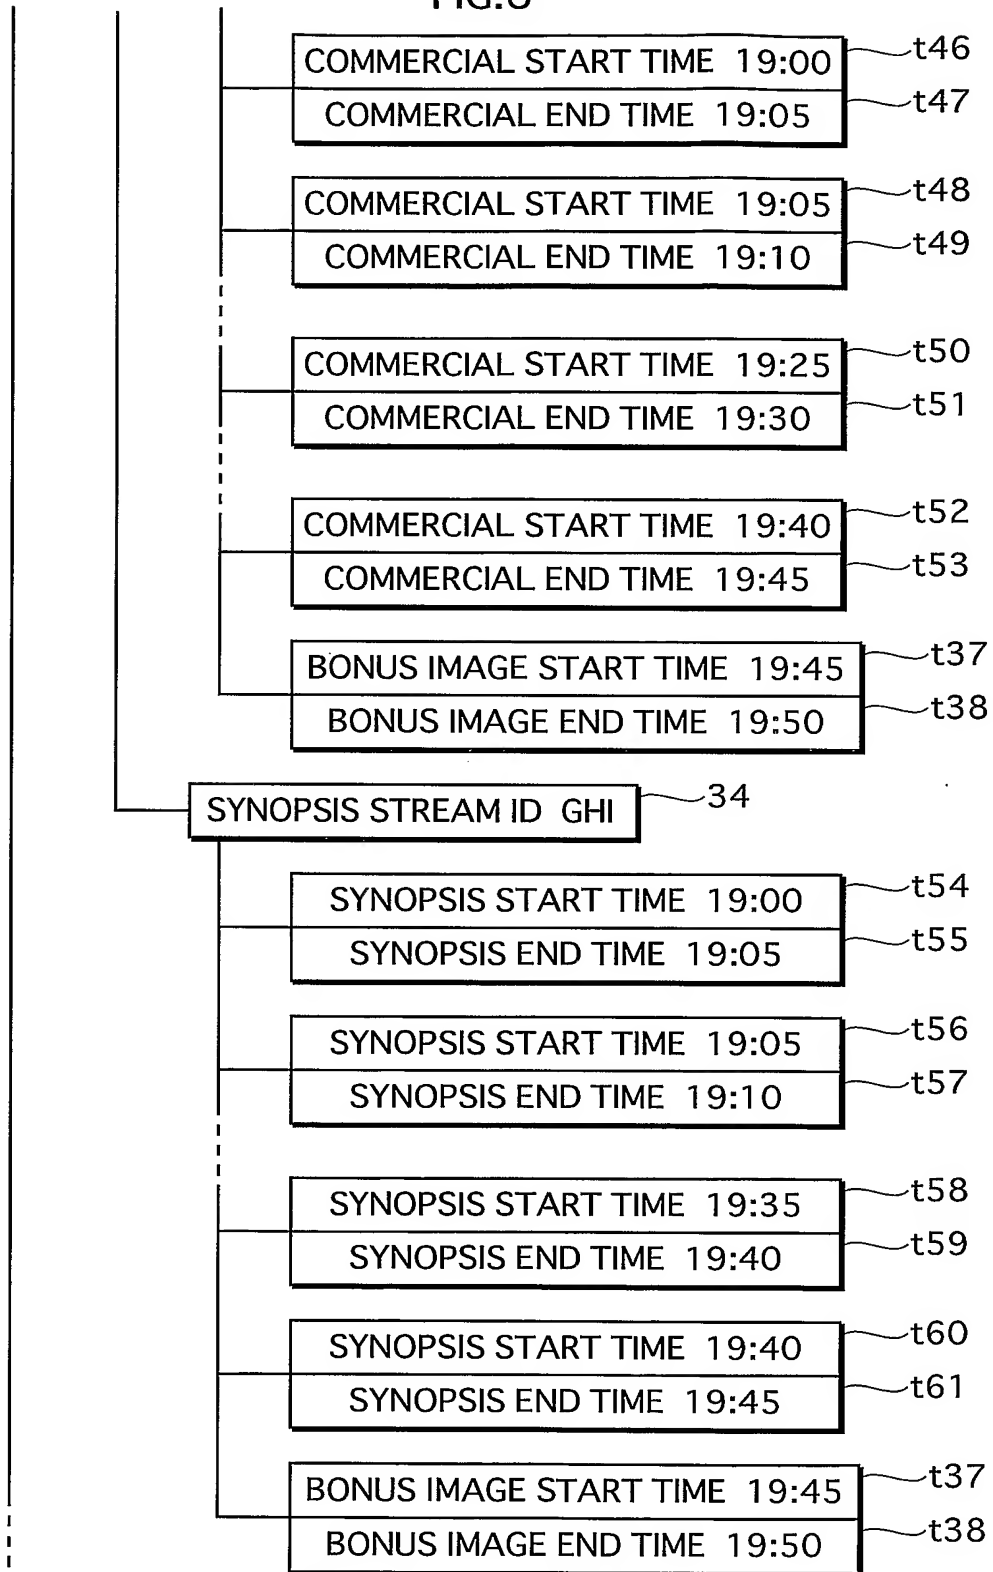 COMMERCIAL START TIME 19:00 t46
COMMERCIAL END TIME 19:05 t47
COMMERCIAL START TIME 19:05 t48
COMMERCIAL END TIME 19:10 t49
COMMERCIAL START TIME 19:25 t50
COMMERCIAL END TIME 19:30 t51
COMMERCIAL START TIME 19:40 t52
COMMERCIAL END TIME 19:45 t53
BONUS IMAGE START TIME 19:45 t37
BONUS IMAGE END TIME 19:50 t38
SYNOPSIS STREAM ID GHI 34
SYNOPSIS START TIME 19:00 t54
SYNOPSIS END TIME 19:05 t55
SYNOPSIS START TIME 19:05 t56
SYNOPSIS END TIME 19:10 t57
SYNOPSIS START TIME 19:35 t58
SYNOPSIS END TIME 19:40 t59
SYNOPSIS START TIME 19:40 t60
SYNOPSIS END TIME 19:45 t61
BONUS IMAGE START TIME 19:45 t37
BONUS IMAGE END TIME 19:50 t38